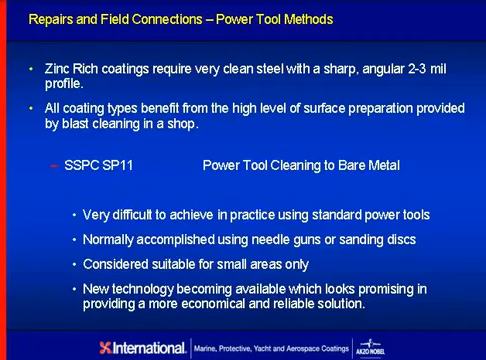 Repairs and Field Connections – Power Tool Methods
• Zinc Rich coatings require very clean steel with a sharp, angular 2-3 mil
profile.
• All coating types benefit from the high level of surface preparation provided
by blast cleaning in a shop.
– SSPC SP11 Power Tool Cleaning to Bare Metal
• Very difficult to achieve in practice using standard power tools
• Normally accomplished using needle guns or sanding discs
• Considered suitable for small areas only
• New technology becoming available which looks promising in
providing a more economical and reliable solution.
International. Marine, Protective, Yacht and Aerospace Coatings
AKZO NOBEL